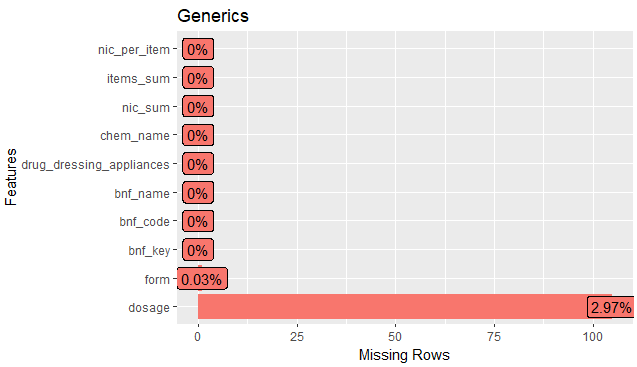 Generics
nic_per_item 0%
items_sum 0%
nic_sum 0%
chem_name 0%
drug_dressing_appliances 0%
bnf_name 0%
bnf_code 0%
bnf_key 0%
form 0.03%
dosage 2.97%
0 25 50 75 100
Missing Rows
Features